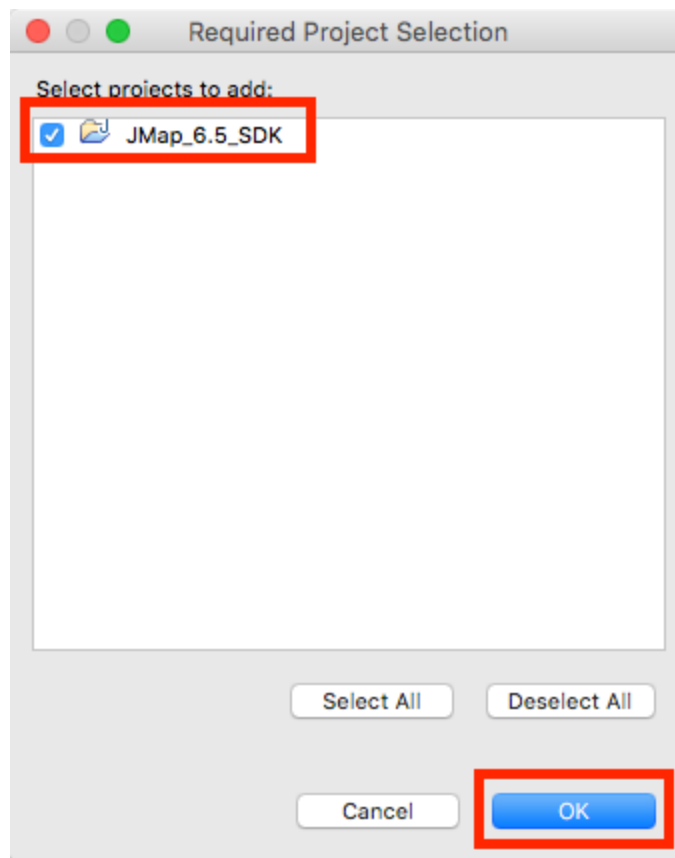 Required Project Selection
Select projects to add:
JMap_6.5_SDK
Select All Deselect All
Cancel OK